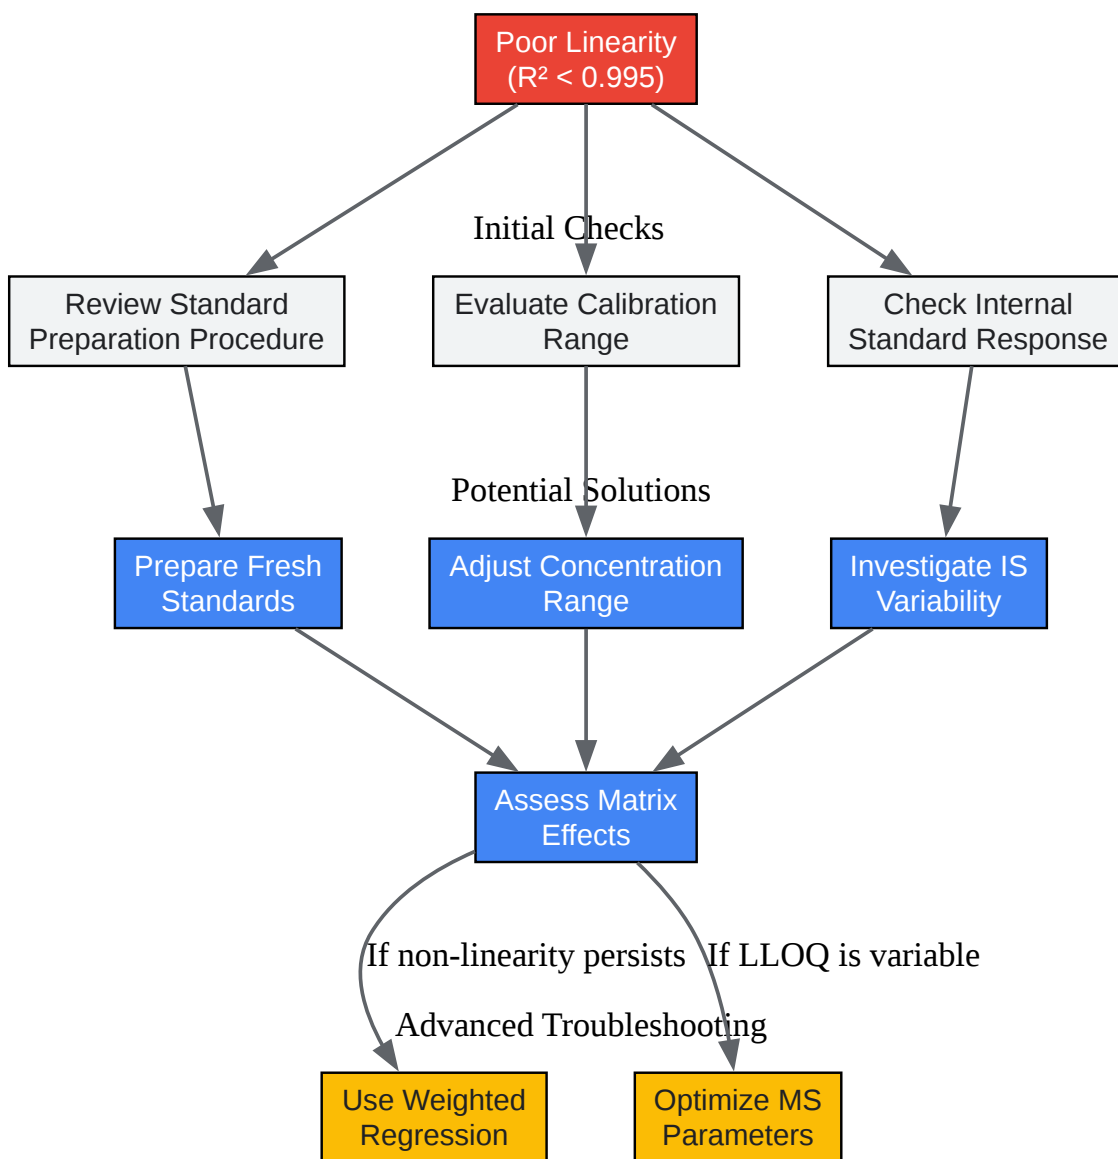 Poor Linearity
(R² < 0.995)
Initial Checks
Review Standard
Preparation Procedure
Evaluate Calibration
Range
Check Internal
Standard Response
Potential Solutions
Prepare Fresh
Standards
Adjust Concentration
Range
Investigate IS
Variability
Assess Matrix
Effects
If non-linearity persists
If LLOQ is variable
Advanced Troubleshooting
Use Weighted
Regression
Optimize MS
Parameters